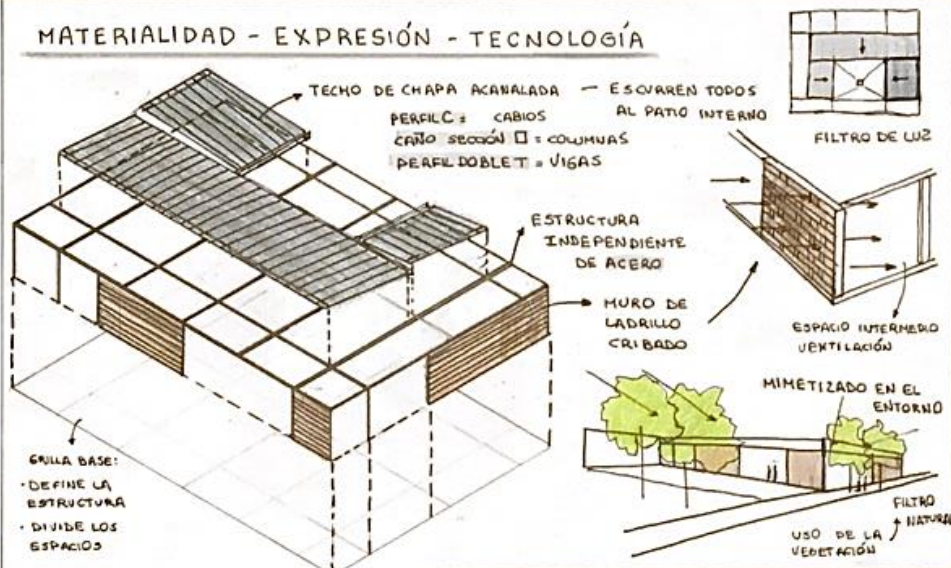 MATERIALIDAD - EXPRESIÓN - TECNOLOGÍA
TECHO DE CHAPA ACANALADA — ESCURREN TODOS
AL PATIO INTERNO
PERFIL C = CABIOS
CAÑO SECCIÓN □ = COLUMNAS
PERFIL DOBLE T = VIGAS
FILTRO DE LUZ
ESTRUCTURA
INDEPENDIENTE
DE ACERO
MURO DE
LADRILLO
CRIBADO
ESPACIO INTERMEDIO
VENTILACIÓN
MIMETIZADO EN EL
ENTORNO
GRILLA BASE:
· DEFINE LA
ESTRUCTURA
· DIVIDE LOS
ESPACIOS
FILTRO
NATURAL
USO DE LA
VEGETACIÓN